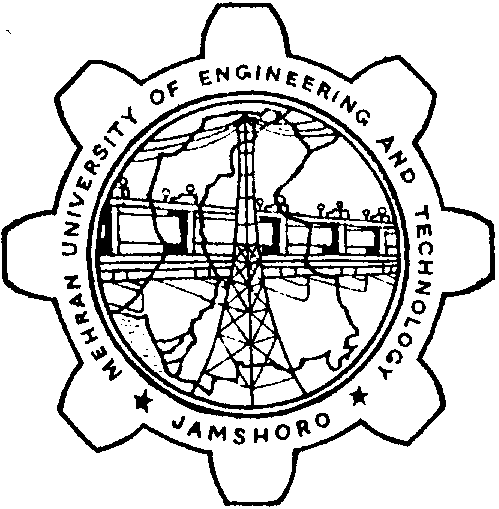 MEHRAN UNIVERSITY OF ENGINEERING AND TECHNOLOGY
JAMSHORO